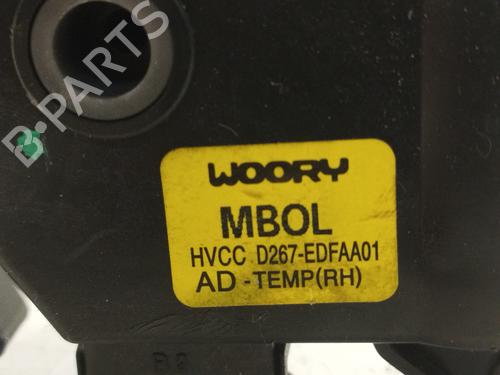 WOORY
MBOL
HVCC D267-EDFAA01
AD - TEMP(RH)
B-PARTS